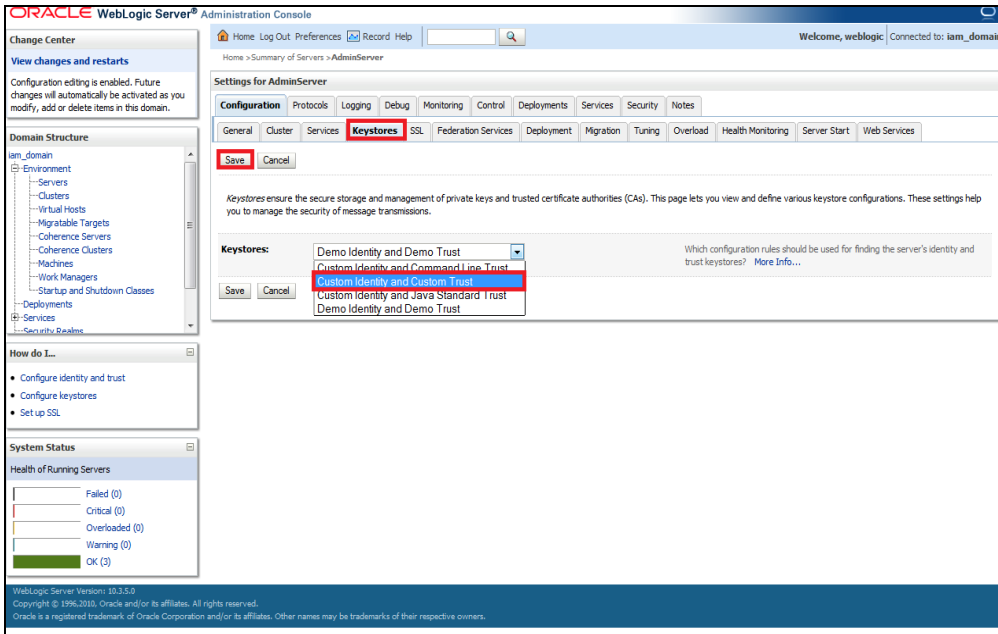 ORACLE WebLogic Server® Administration Console
Change Center
View changes and restarts
Configuration editing is enabled. Future
changes will automatically be activated as you
modify, add or delete items in this domain.
Domain Structure
iam_domain
Environment
Servers
Clusters
Virtual Hosts
Migratable Targets
Coherence Servers
Coherence Clusters
Machines
Work Managers
Startup and Shutdown Classes
Deployments
Services
Security Realms
How do I...
Configure identity and trust
Configure keystores
Set up SSL
System Status
Health of Running Servers
Failed (0)
Critical (0)
Overloaded (0)
Warning (0)
OK (3)
Home Log Out Preferences Record Help
Welcome, weblogic Connected to: iam_domain
Home >Summary of Servers >AdminServer
Settings for AdminServer
Configuration Protocols Logging Debug Monitoring Control Deployments Services Security Notes
General Cluster Services Keystores SSL Federation Services Deployment Migration Tuning Overload Health Monitoring Server Start Web Services
Save Cancel
Keystores ensure the secure storage and management of private keys and trusted certificate authorities (CAs). This page lets you view and define various keystore configurations. These settings help
you to manage the security of message transmissions.
Keystores: Demo Identity and Demo Trust
Custom Identity and Command Line Trust
Custom Identity and Custom Trust
Custom Identity and Java Standard Trust
Demo Identity and Demo Trust
Which configuration rules should be used for finding the server's identity and
trust keystores? More Info...
Save Cancel
WebLogic Server Version: 10.3.5.0
Copyright © 1996,2010, Oracle and/or its affiliates. All rights reserved.
Oracle is a registered trademark of Oracle Corporation and/or its affiliates. Other names may be trademarks of their respective owners.